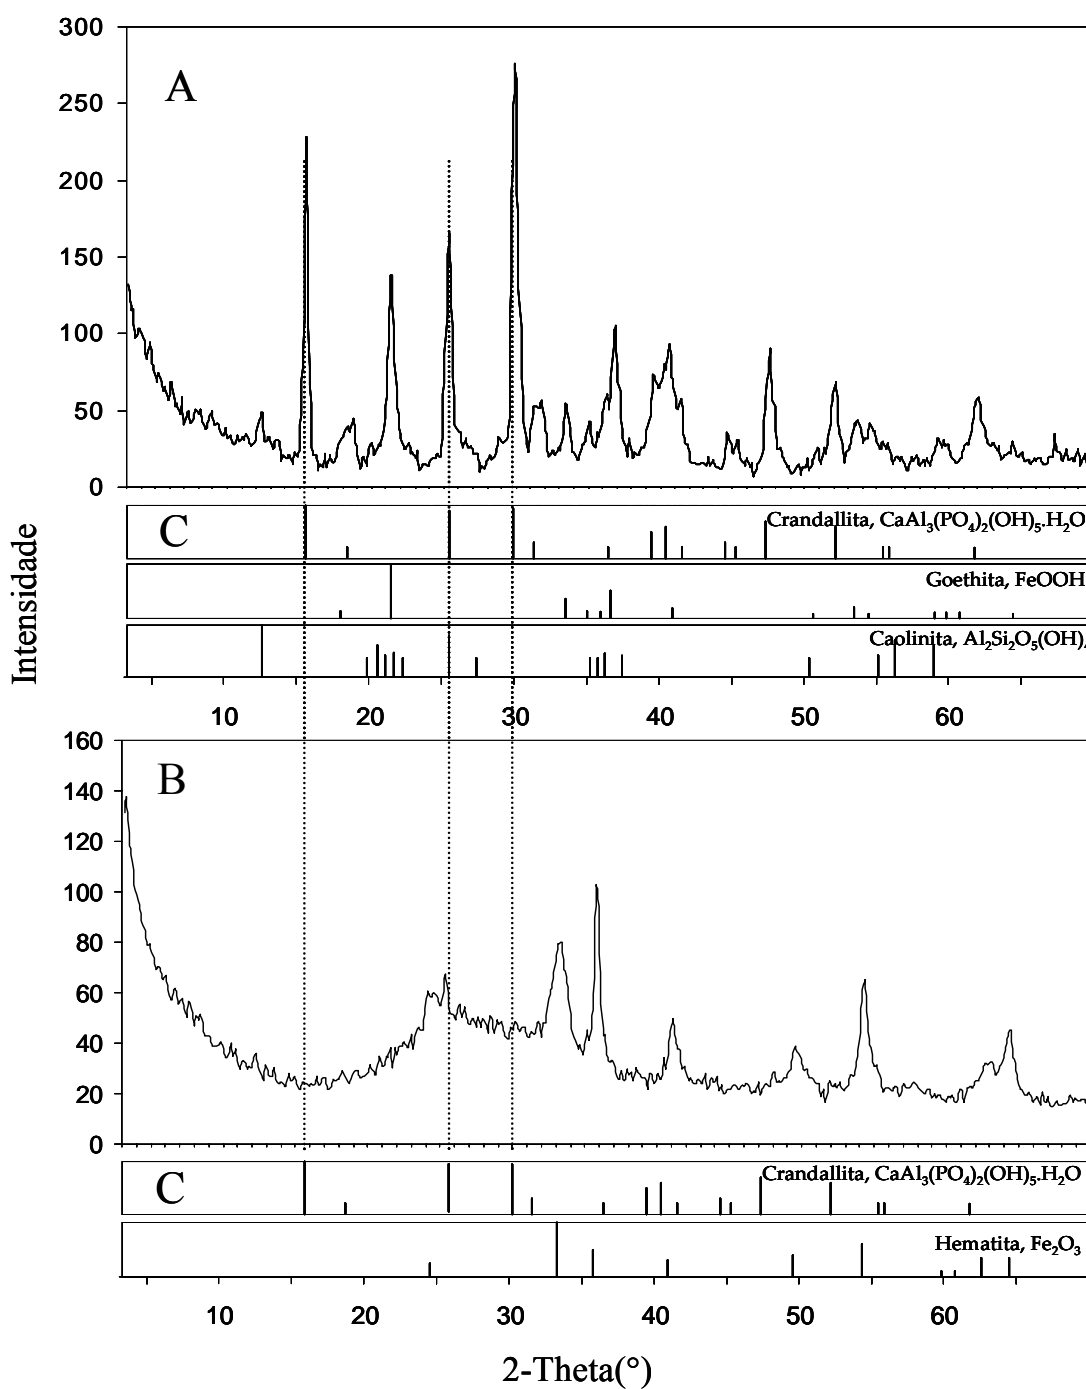 300
A
250
200
150
100
50
0
Intensidade
C
Crandallita, CaAl₃(PO₄)₂(OH)₅.H₂O
Goethita, FeOOH
Caolinita, Al₂Si₂O₅(OH)
10 20 30 40 50 60
160
B
140
120
100
80
60
40
20
0
C
Crandallita, CaAl₃(PO₄)₂(OH)₅.H₂O
Hematita, Fe₂O₃
10 20 30 40 50 60
2-Theta(°)